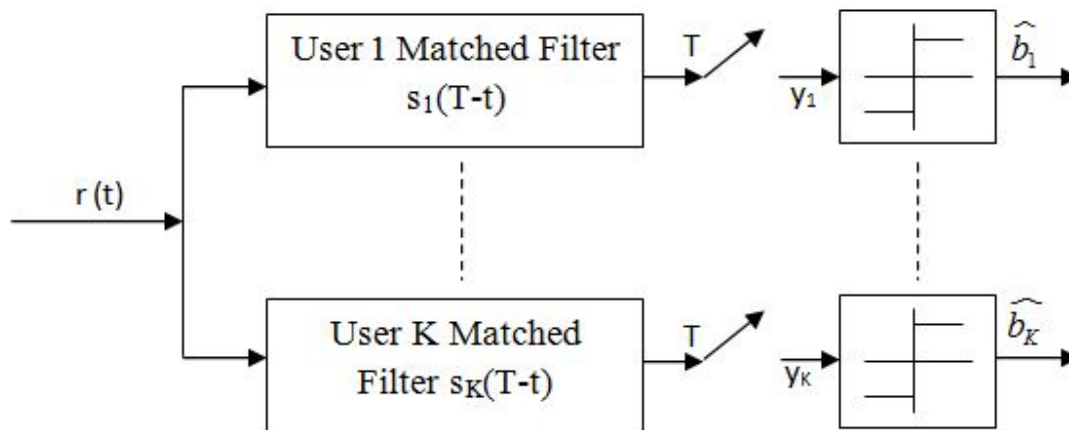 User 1 Matched Filter
s₁(T-t)
T
y₁
b̂₁
r (t)
User K Matched
Filter sK(T-t)
T
yK
b̂K